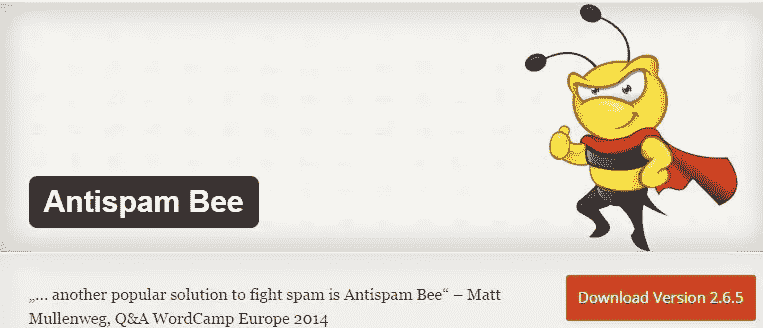 Antispam Bee
„... another popular solution to fight spam is Antispam Bee“ – Matt
Mullenweg, Q&A WordCamp Europe 2014
Download Version 2.6.5